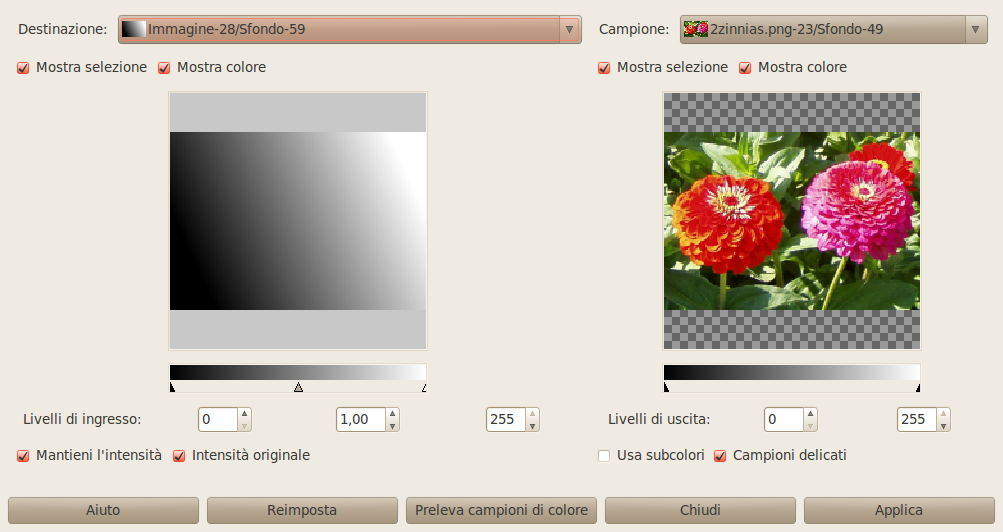 Destinazione: Immagine-28/Sfondo-59 Campione: 2zinnias.png-23/Sfondo-49
Mostra selezione Mostra colore Mostra selezione Mostra colore
Livelli di ingresso: 0 1,00 255 Livelli di uscita: 0 255
Mantieni l'intensità Intensità originale Usa subcolori Campioni delicati
Aiuto Reimposta Preleva campioni di colore Chiudi Applica